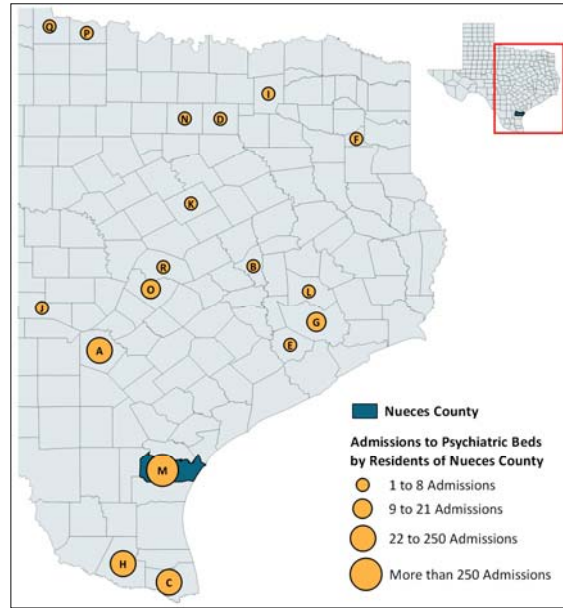 Q
P
I
N
D
F
K
R
B
O
L
J
G
E
A
Nueces County
Admissions to Psychiatric Beds
by Residents of Nueces County
M
1 to 8 Admissions
9 to 21 Admissions
22 to 250 Admissions
H
C
More than 250 Admissions